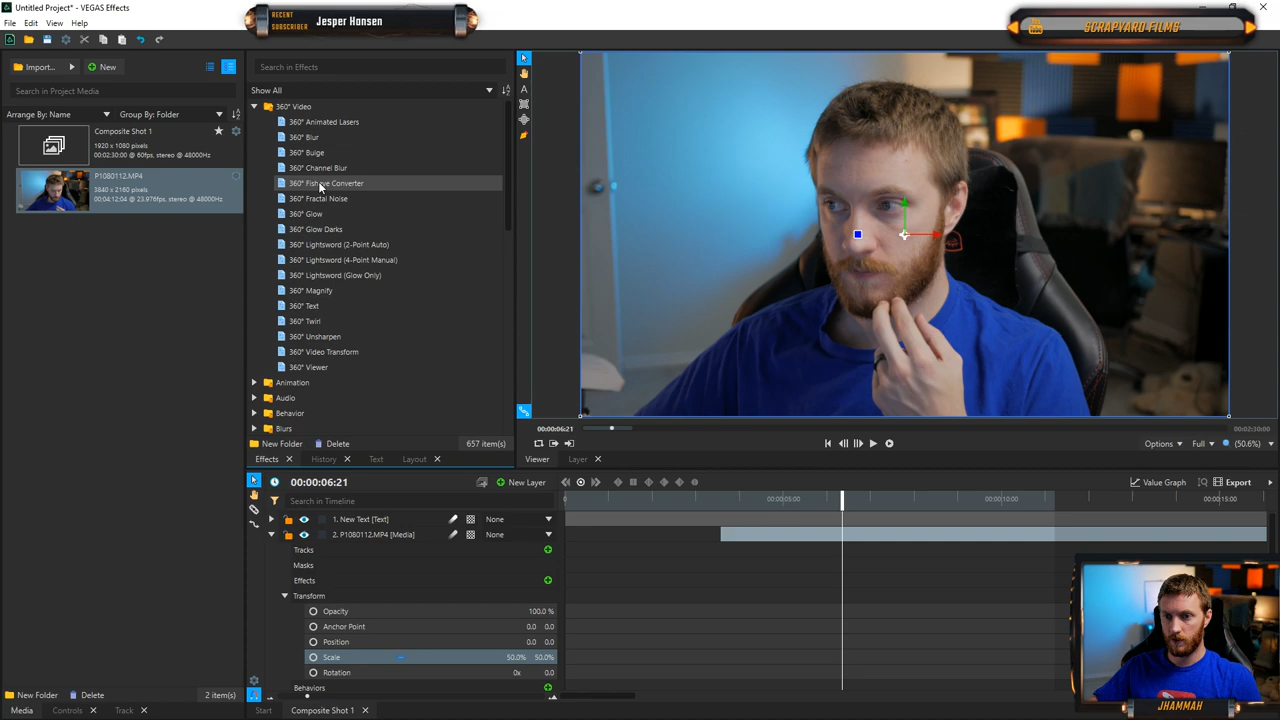 Untitled Project* - VEGAS Effects
File Edit View Help
RECENT SUBSCRIBER
Jesper Hansen
SCRAPYARD FILMS
Import...
New
Search in Project Media
Arrange By: Name
Group By: Folder
Composite Shot 1
1920 x 1080 pixels
00:02:30:00 @ 60fps, stereo @ 48000Hz
P1080112.MP4
3840 x 2160 pixels
00:04:12:04 @ 23.976fps, stereo @ 48000Hz
Search in Effects
Show All
360° Video
360° Animated Lasers
360° Blur
360° Bulge
360° Channel Blur
360° Fisheye Converter
360° Fractal Noise
360° Glow
360° Glow Darks
360° Lightsword (2-Point Auto)
360° Lightsword (4-Point Manual)
360° Lightsword (Glow Only)
360° Magnify
360° Text
360° Twirl
360° Unsharpen
360° Video Transform
360° Viewer
Animation
Audio
Behavior
Blurs
New Folder
Delete
657 item(s)
Effects
History
Text
Layout
00:00:06:21
00:02:30:00
Options
Full
(50.6%)
Viewer
Layer
00:00:06:21
New Layer
Value Graph
Export
Search in Timeline
0
00:00:05:00
00:00:10:00
00:00:15:00
1. New Text [Text]
None
2. P1080112.MP4 [Media]
None
Tracks
Masks
Effects
Transform
Opacity
100.0 %
Anchor Point
0.0 0.0
Position
0.0 0.0
Scale
50.0% 50.0%
Rotation
0x 0.0
Behaviors
New Folder
Delete
2 item(s)
Media
Controls
Track
Start
Composite Shot 1
JHAMMAH